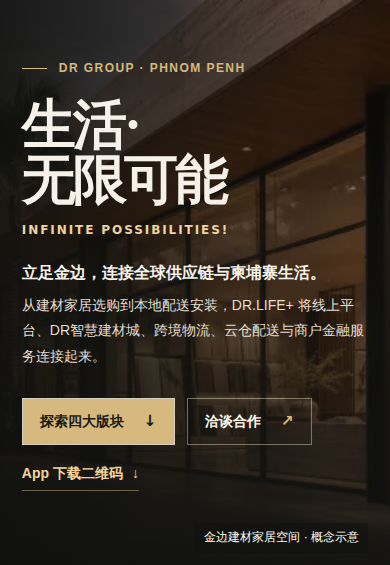 DR GROUP · PHNOM PENH
生活·
无限可能
INFINITE POSSIBILITIES!
立足金边，连接全球供应链与柬埔寨生活。
从建材家居选购到本地配送安装，DR.LIFE+ 将线上平
台、DR智慧建材城、跨境物流、云仓配送与商户金融服
务连接起来。
探索四大版块 ↓
洽谈合作 ↗
App 下载二维码 ↓
金边建材家居空间 · 概念示意